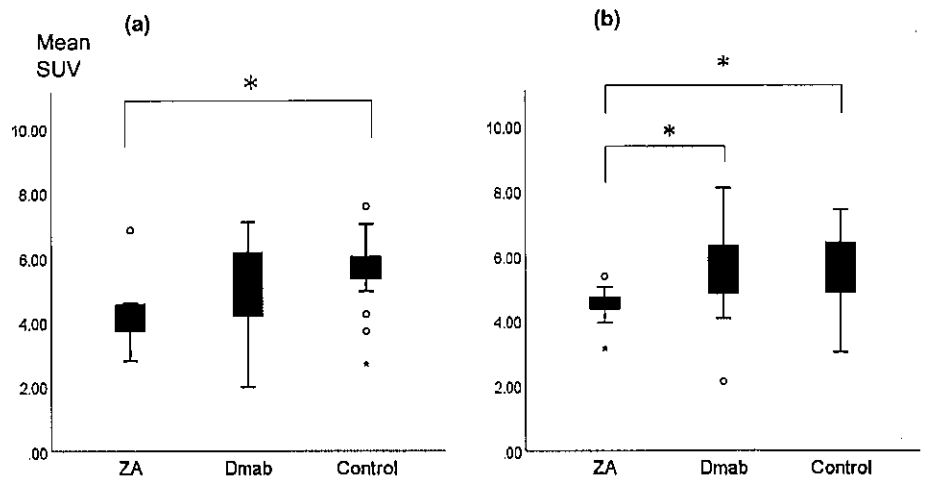 (a)
(b)
Mean
SUV
*
*
*
10.00
8.00
6.00
4.00
2.00
.00
ZA Dmab Control
10.00
8.00
6.00
4.00
2.00
.00
ZA Dmab Control